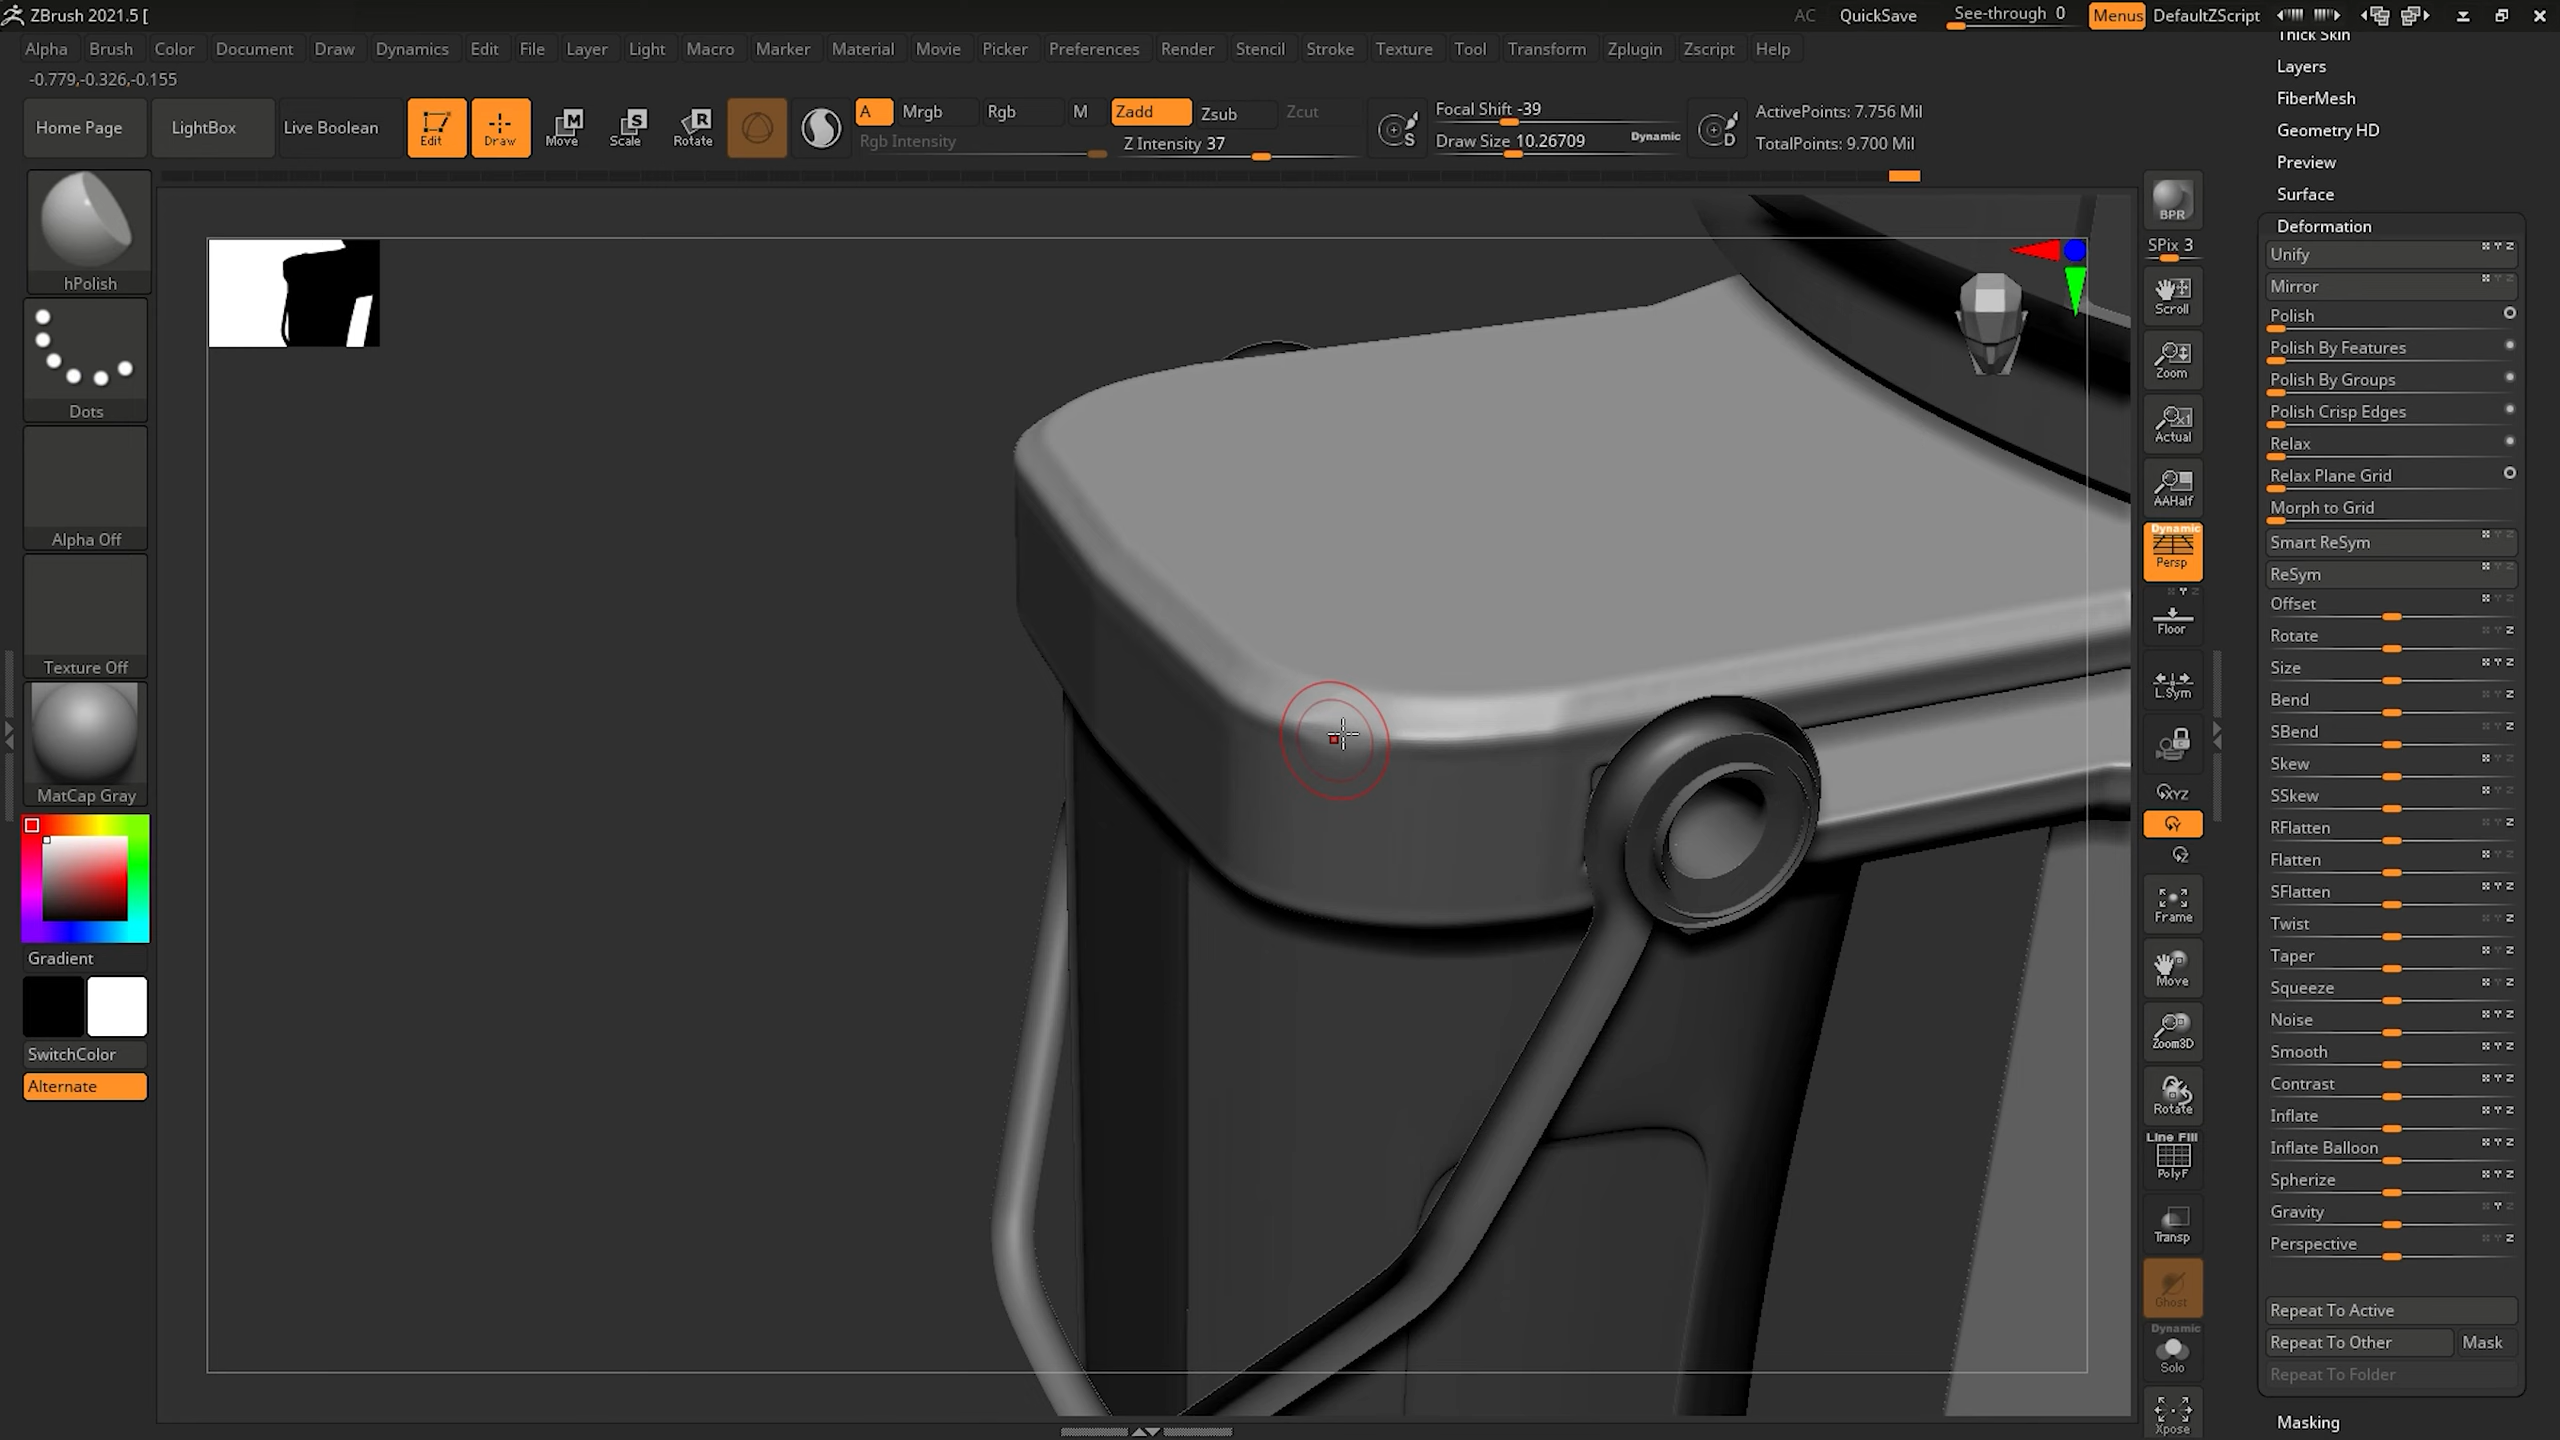 ZBrush 2021.5 [
AC QuickSave See-through 0 Menus DefaultZScript
Alpha Brush Color Document Draw Dynamics Edit File Layer Light Macro Marker Material Movie Picker Preferences Render Stencil Stroke Texture Tool Transform Zplugin Zscript Help
-0.779,-0.326,-0.155
Home Page
LightBox
Live Boolean
Edit
Draw
M
Move
S
Scale
R
Rotate
A Mrgb Rgb M Zadd Zsub Zcut
Rgb Intensity
Z Intensity 37
S
Focal Shift -39
Draw Size 10.26709 Dynamic
D
ActivePoints: 7.756 Mil
TotalPoints: 9.700 Mil
hPolish
Dots
Alpha Off
Texture Off
MatCap Gray
Gradient
SwitchColor
Alternate
BPR
SPix 3
Scroll
Zoom
x1
Actual
AAHalf
Dynamic
Persp
Floor
L.Sym
XYZ
Y
Z
Frame
Move
Zoom3D
Rotate
Line Fill
PolyF
Transp
Ghost
Dynamic
Solo
Xpose
Thick Skin
Layers
FiberMesh
Geometry HD
Preview
Surface
Deformation
Unify X Y Z
Mirror X Y Z
Polish
Polish By Features
Polish By Groups
Polish Crisp Edges
Relax
Relax Plane Grid
Morph to Grid
Smart ReSym X Y Z
ReSym X Y Z
Offset X Y Z
Rotate X Y Z
Size X Y Z
Bend X Y Z
SBend X Y Z
Skew X Y Z
SSkew X Y Z
RFlatten X Y Z
Flatten X Y Z
SFlatten X Y Z
Twist X Y Z
Taper X Y Z
Squeeze X Y Z
Noise X Y Z
Smooth X Y Z
Contrast X Y Z
Inflate X Y Z
Inflate Balloon X Y Z
Spherize X Y Z
Gravity X Y Z
Perspective X Y Z
Repeat To Active
Repeat To Other Mask
Repeat To Folder
Masking